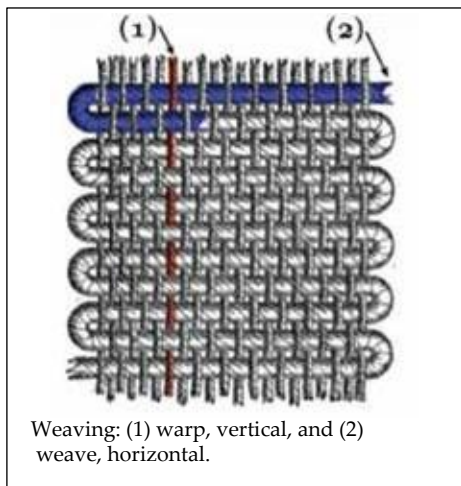 (1) (2)
Weaving: (1) warp, vertical, and (2)
weave, horizontal.